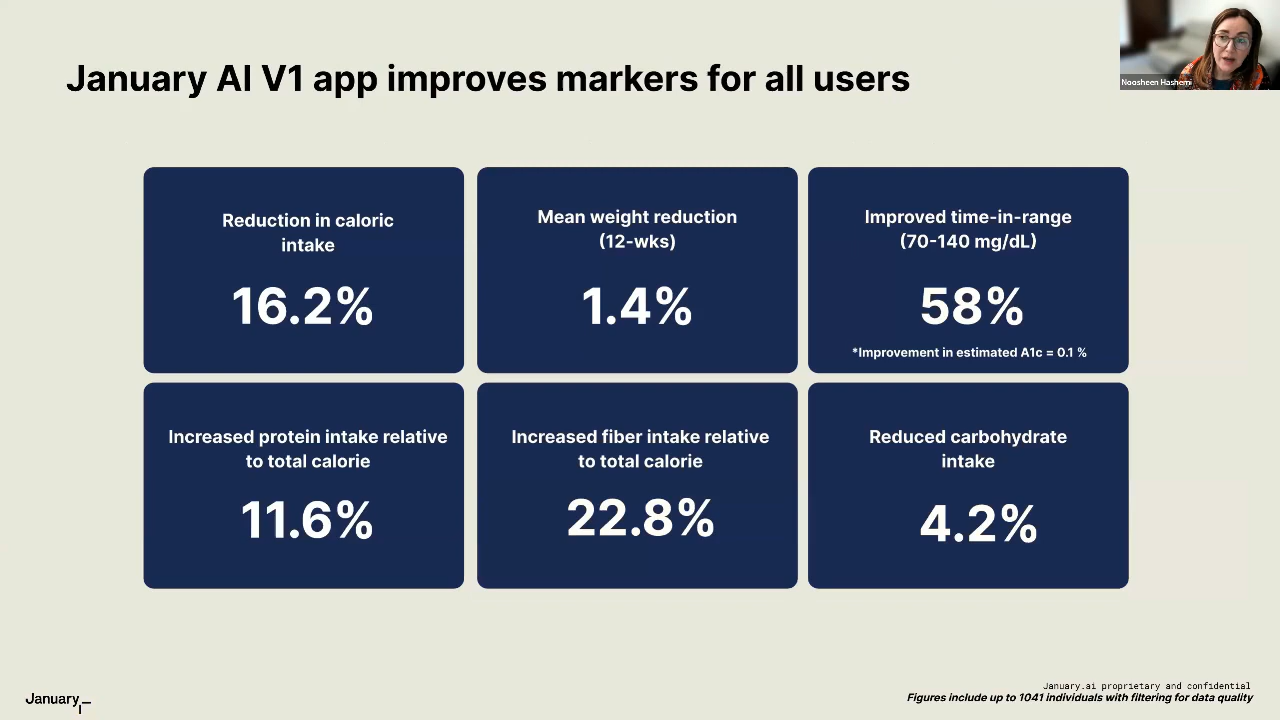 Noosheen Hashemi
January AI V1 app improves markers for all users
Reduction in caloric
intake
16.2%
Mean weight reduction
(12-wks)
1.4%
Improved time-in-range
(70-140 mg/dL)
58%
*Improvement in estimated A1c = 0.1 %
Increased protein intake relative
to total calorie
11.6%
Increased fiber intake relative
to total calorie
22.8%
Reduced carbohydrate
intake
4.2%
January
January.ai proprietary and confidential
Figures include up to 1041 individuals with filtering for data quality